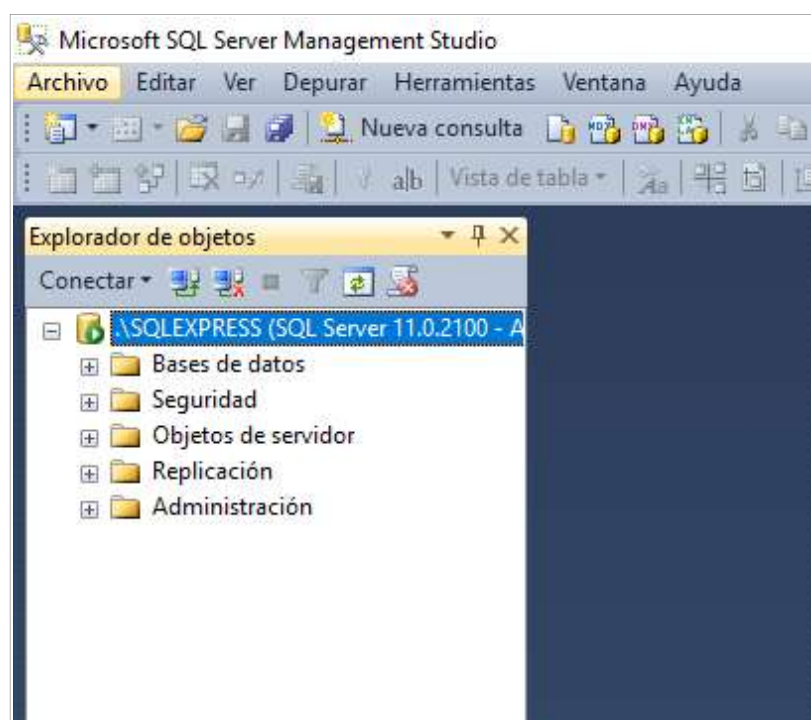 Microsoft SQL Server Management Studio
Archivo Editar Ver Depurar Herramientas Ventana Ayuda
Nueva consulta
a|b Vista de tabla
Explorador de objetos
Conectar
.\SQLEXPRESS (SQL Server 11.0.2100 - A
Bases de datos
Seguridad
Objetos de servidor
Replicación
Administración